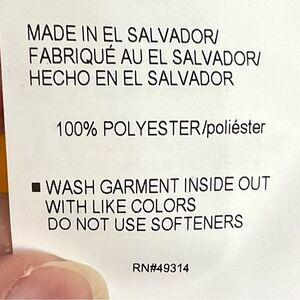 MADE IN EL SALVADOR/
FABRIQUÉ AU EL SALVADOR/
HECHO EN EL SALVADOR
100% POLYESTER/poliéster
■ WASH GARMENT INSIDE OUT
WITH LIKE COLORS
DO NOT USE SOFTENERS
RN#49314